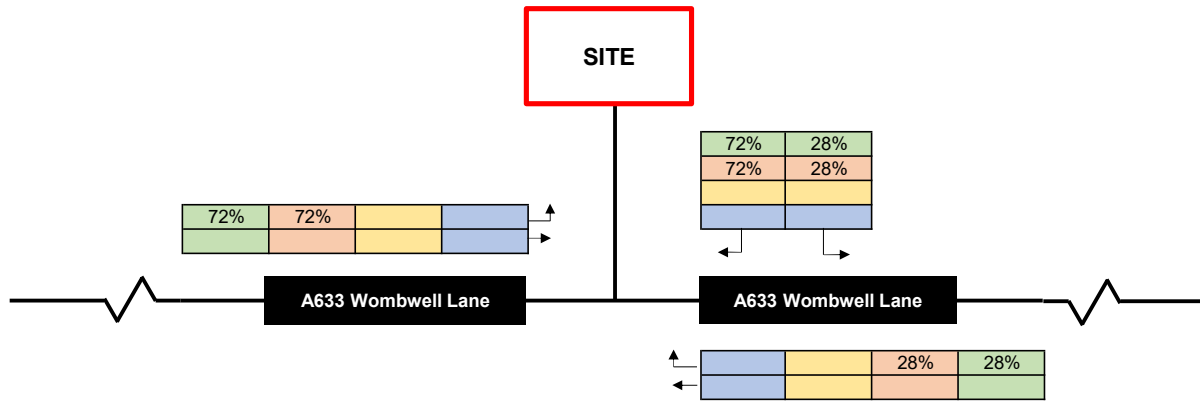 SITE
72% 28%
72% 28%
72% 72%
A633 Wombwell Lane
A633 Wombwell Lane
28% 28%